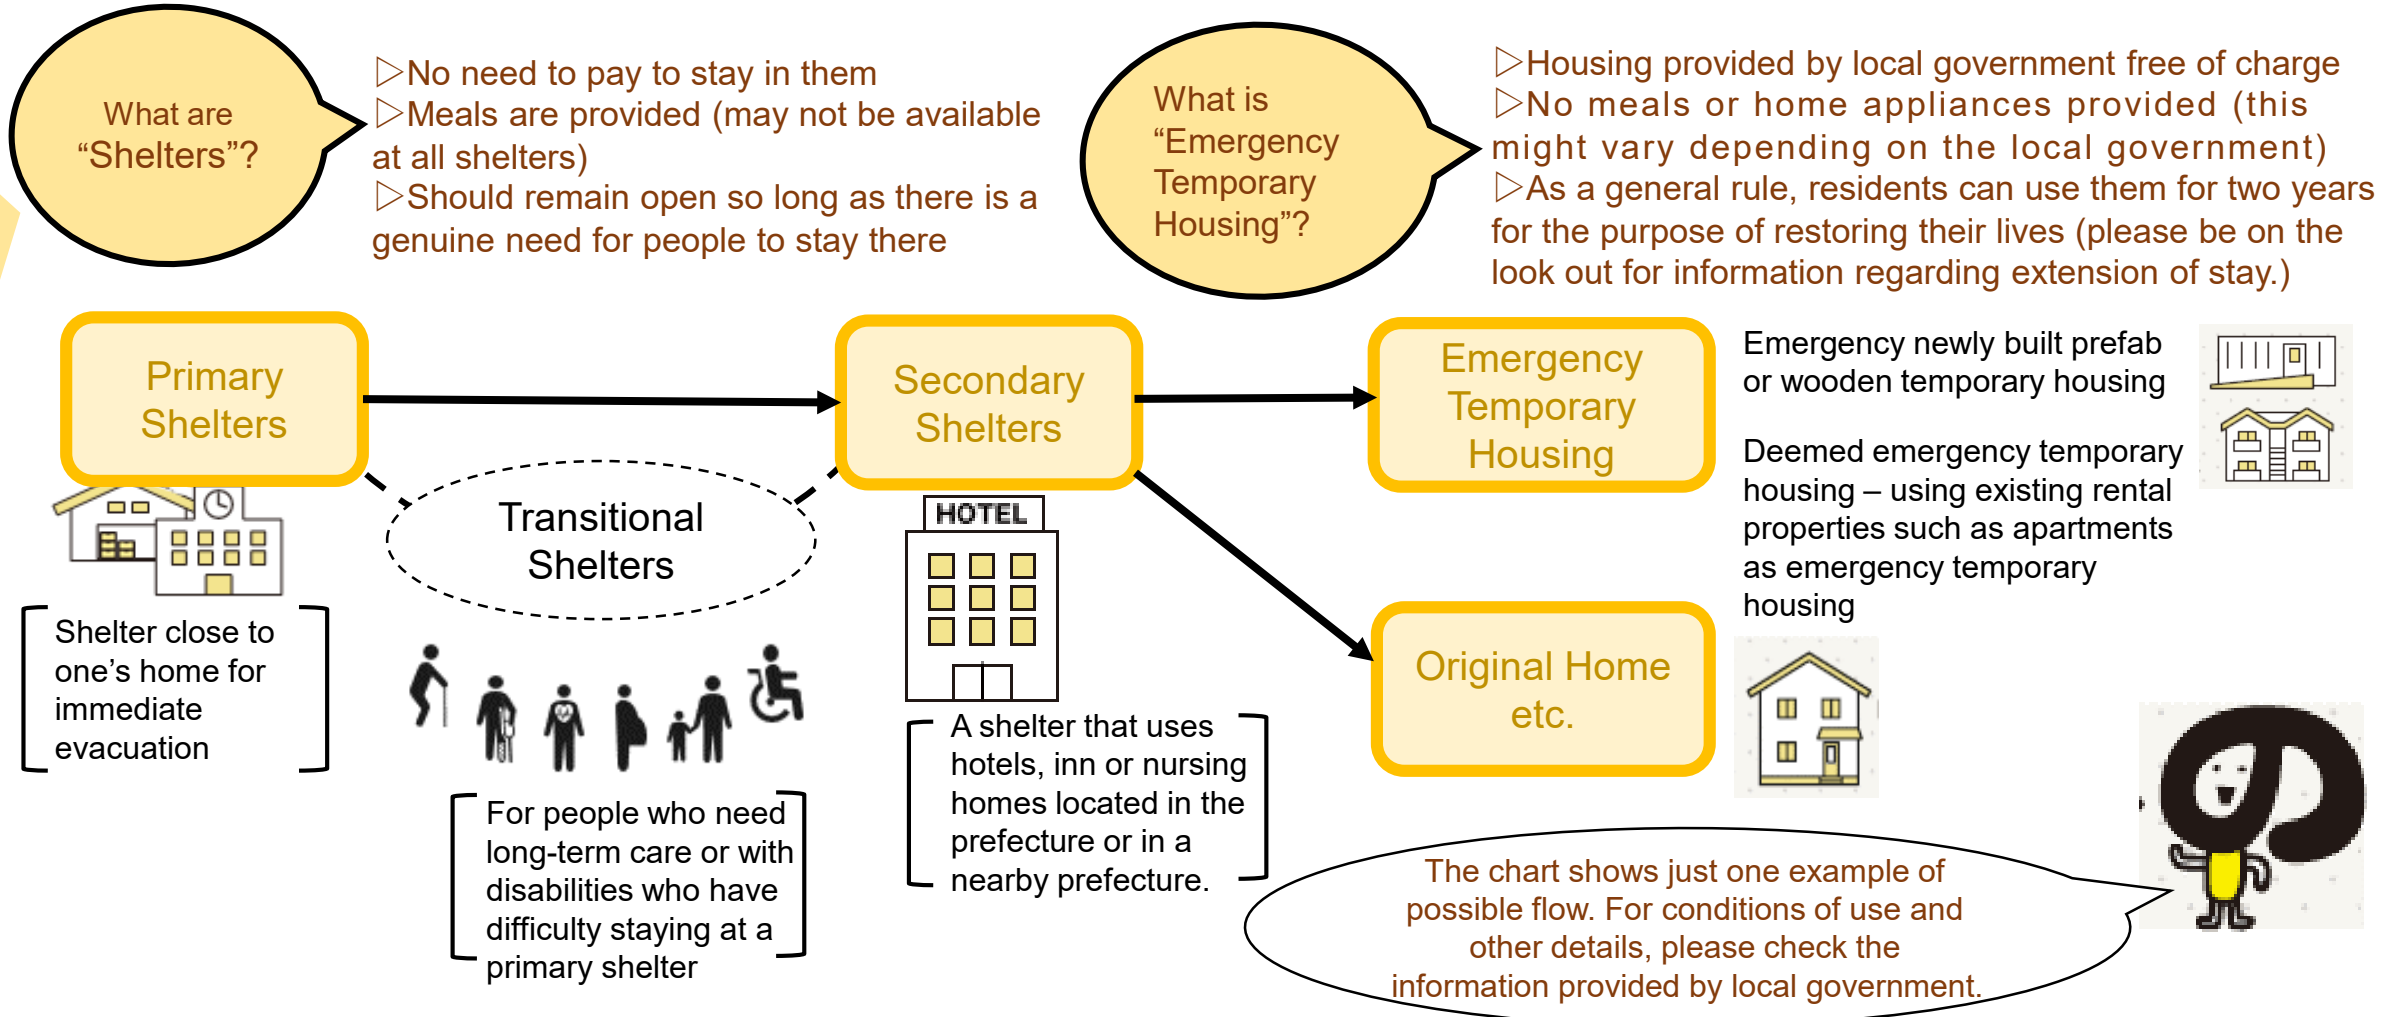 What are
“Shelters”?
▷No need to pay to stay in them
▷Meals are provided (may not be available
at all shelters)
▷Should remain open so long as there is a
genuine need for people to stay there
What is
“Emergency
Temporary
Housing”?
▷Housing provided by local government free of charge
▷No meals or home appliances provided (this
might vary depending on the local government)
▷As a general rule, residents can use them for two years
for the purpose of restoring their lives (please be on the
look out for information regarding extension of stay.)
Primary
Shelters
Secondary
Shelters
Emergency
Temporary
Housing
Emergency newly built prefab
or wooden temporary housing
Deemed emergency temporary
housing – using existing rental
properties such as apartments
as emergency temporary
housing
Transitional
Shelters
HOTEL
Shelter close to
one’s home for
immediate
evacuation
For people who need
long-term care or with
disabilities who have
difficulty staying at a
primary shelter
A shelter that uses
hotels, inn or nursing
homes located in the
prefecture or in a
nearby prefecture.
Original Home
etc.
The chart shows just one example of
possible flow. For conditions of use and
other details, please check the
information provided by local government.